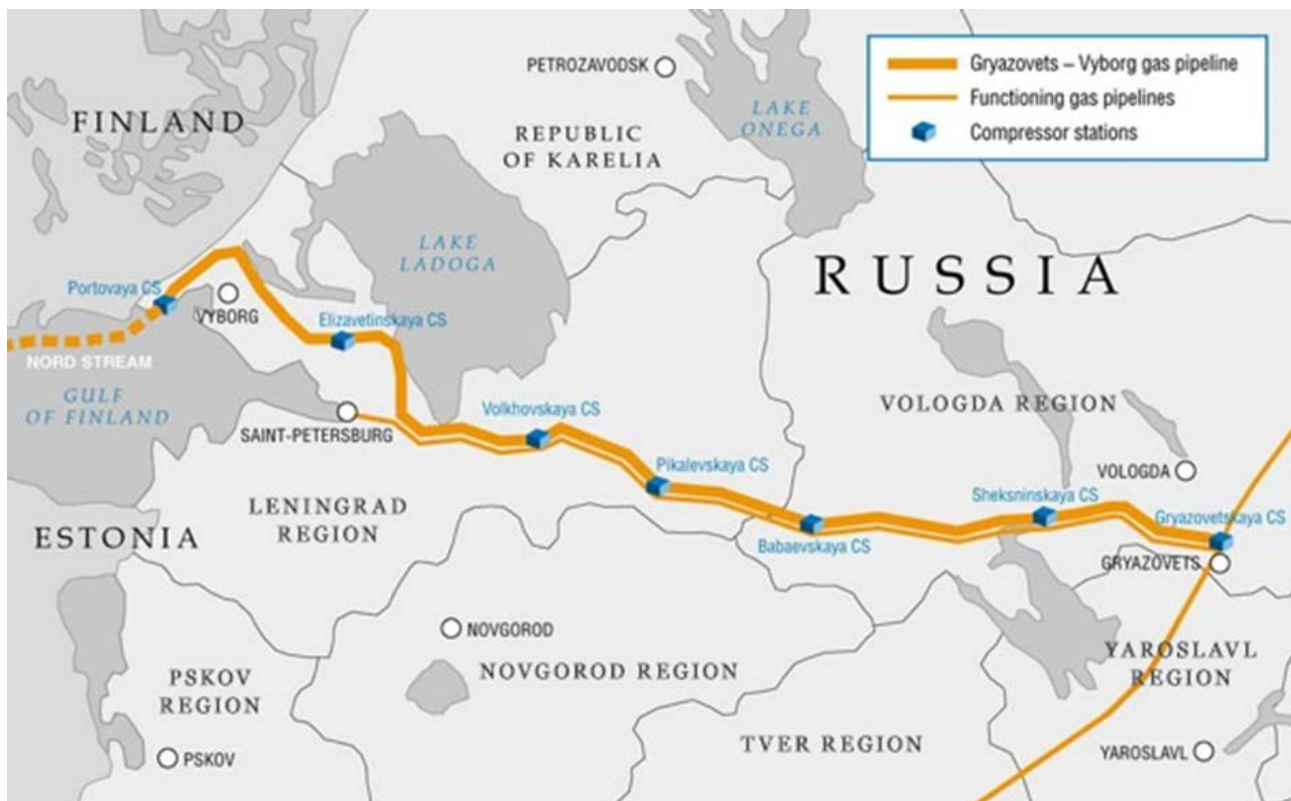 PETROZAVODSK
Gryazovets – Vyborg gas pipeline
Functioning gas pipelines
Compressor stations
FINLAND
LAKE
ONEGA
REPUBLIC
OF KARELIA
LAKE
LADOGA
RUSSIA
Portovaya CS
VYBORG
Elizavetinskaya CS
NORD STREAM
GULF
OF FINLAND
SAINT-PETERSBURG
Volkhovskaya CS
VOLOGDA REGION
Pikalevskaya CS
VOLOGDA
LENINGRAD
REGION
Sheksninskaya CS
Gryazovetskaya CS
ESTONIA
Babaevskaya CS
GRYAZOVETS
NOVGOROD
YAROSLAVL
REGION
PSKOV
REGION
NOVGOROD REGION
TVER REGION
PSKOV
YAROSLAVL